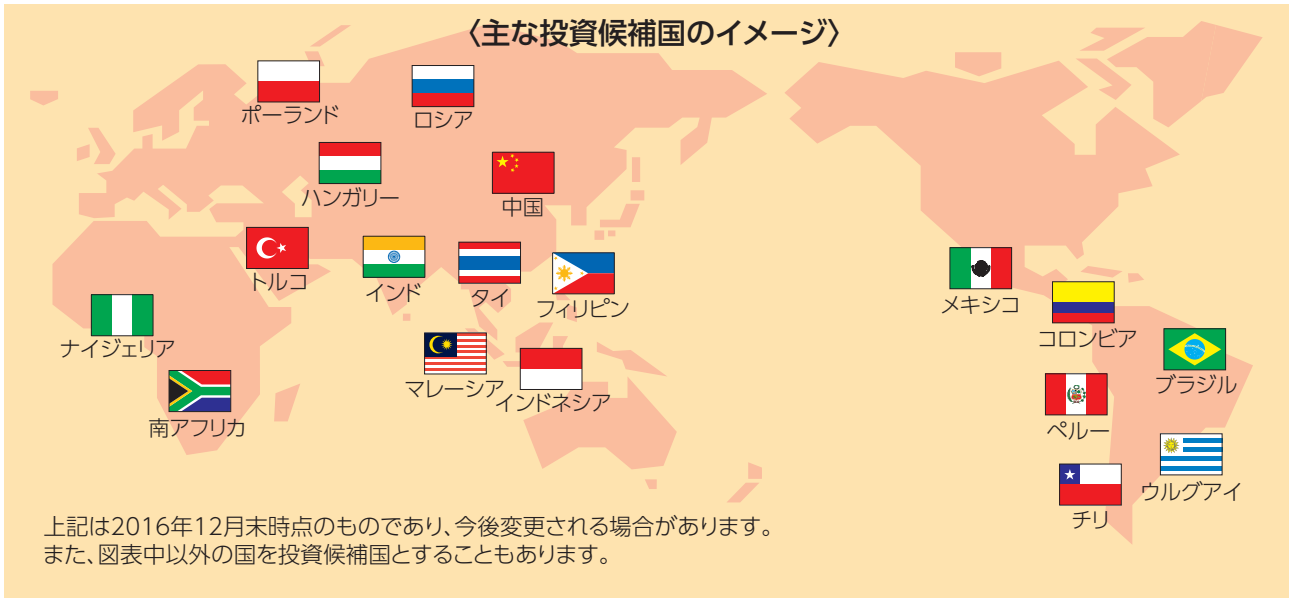 〈主な投資候補国のイメージ〉
ポーランド
ロシア
ハンガリー
中国
トルコ
インド
タイ
フィリピン
メキシコ
コロンビア
ナイジェリア
マレーシア
インドネシア
ブラジル
南アフリカ
ペルー
ウルグアイ
チリ
上記は2016年12月末時点のものであり、今後変更される場合があります。
また、図表中以外の国を投資候補国とすることもあります。